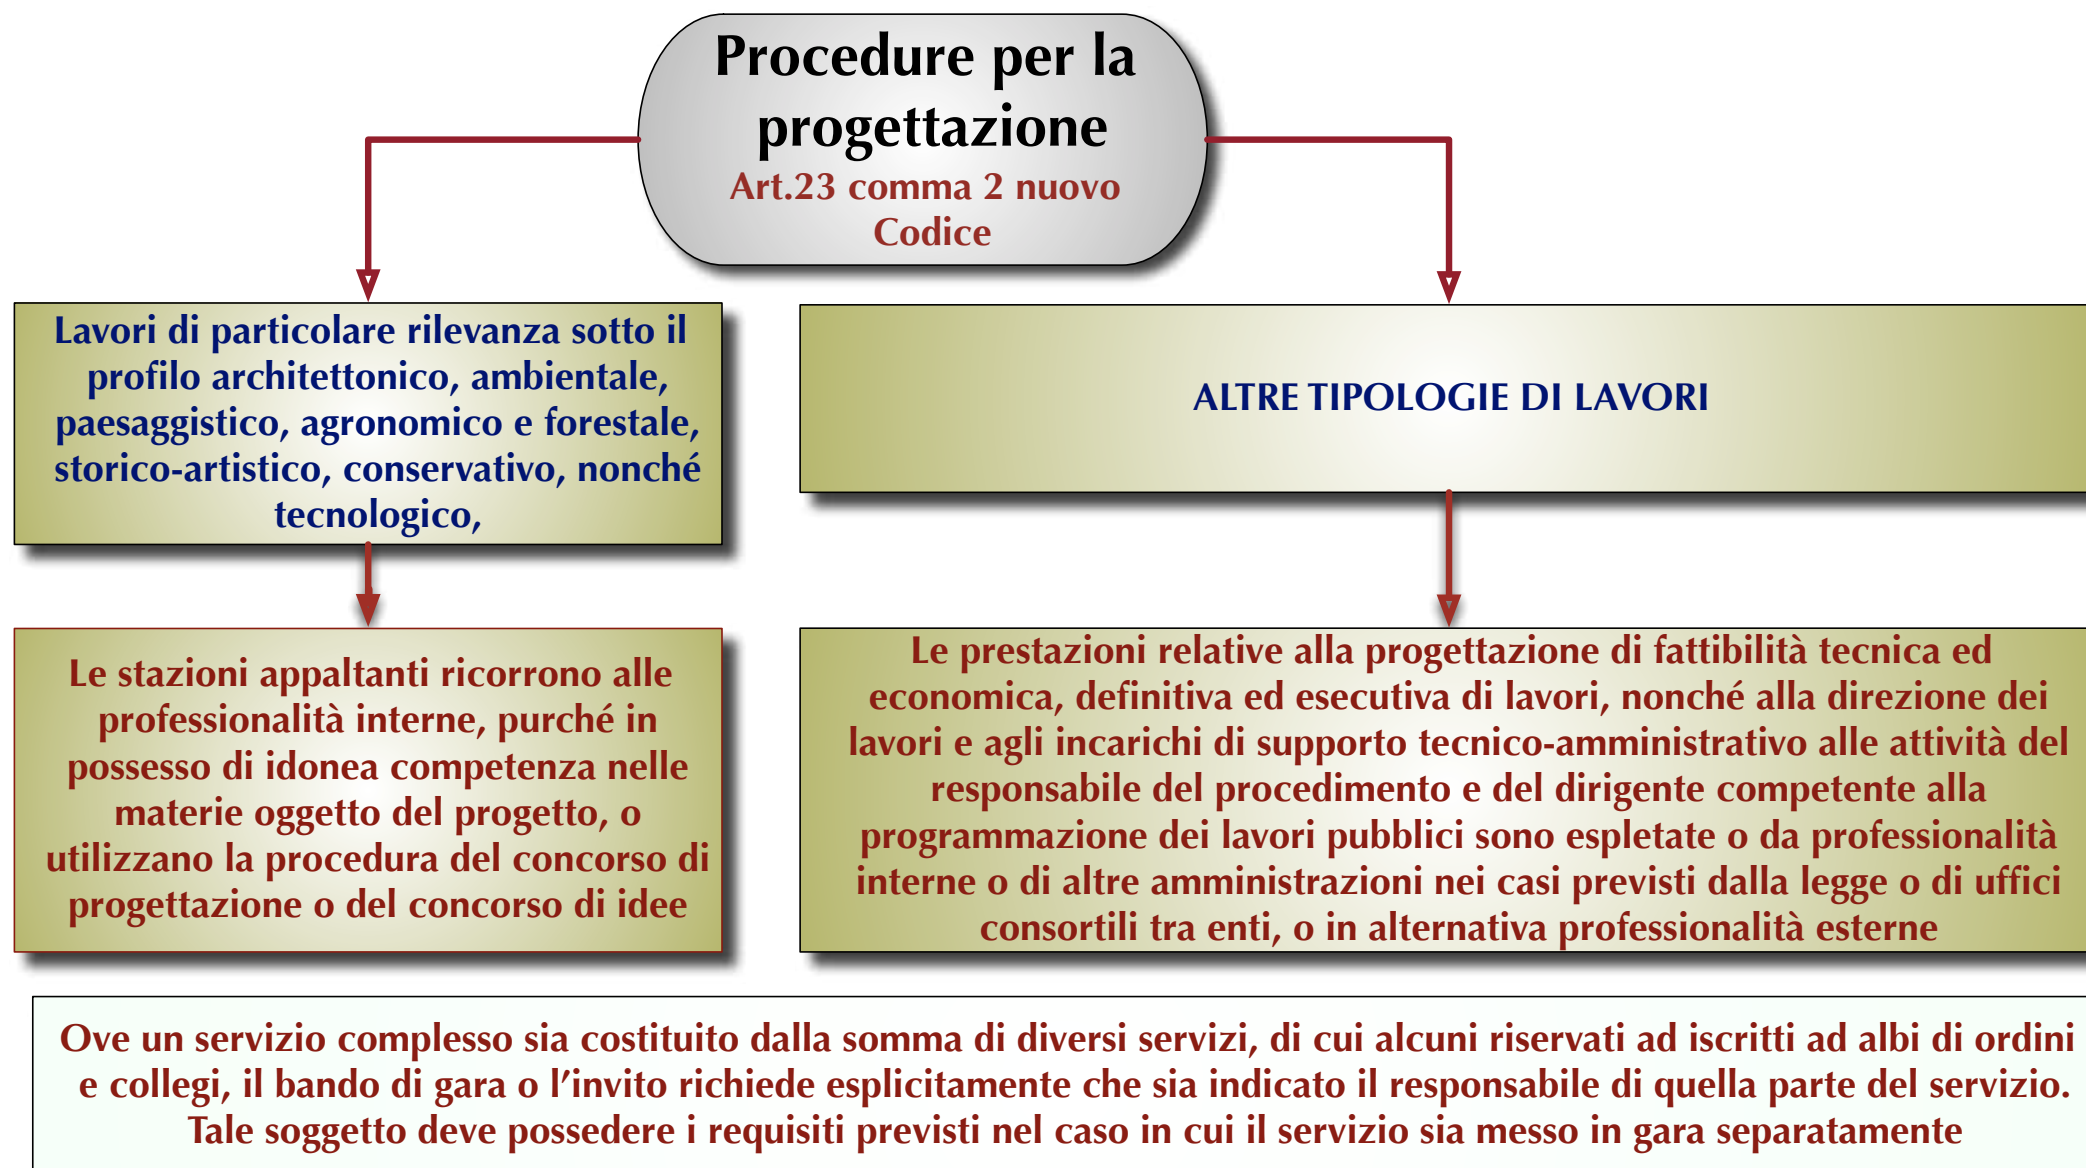 Procedure per la
progettazione
Art.23 comma 2 nuovo
Codice
Lavori di particolare rilevanza sotto il
profilo architettonico, ambientale,
paesaggistico, agronomico e forestale,
storico-artistico, conservativo, nonché
tecnologico,
ALTRE TIPOLOGIE DI LAVORI
Le stazioni appaltanti ricorrono alle
professionalità interne, purché in
possesso di idonea competenza nelle
materie oggetto del progetto, o
utilizzano la procedura del concorso di
progettazione o del concorso di idee
Le prestazioni relative alla progettazione di fattibilità tecnica ed
economica, definitiva ed esecutiva di lavori, nonché alla direzione dei
lavori e agli incarichi di supporto tecnico-amministrativo alle attività del
responsabile del procedimento e del dirigente competente alla
programmazione dei lavori pubblici sono espletate o da professionalità
interne o di altre amministrazioni nei casi previsti dalla legge o di uffici
consortili tra enti, o in alternativa professionalità esterne
Ove un servizio complesso sia costituito dalla somma di diversi servizi, di cui alcuni riservati ad iscritti ad albi di ordini
e collegi, il bando di gara o l’invito richiede esplicitamente che sia indicato il responsabile di quella parte del servizio.
Tale soggetto deve possedere i requisiti previsti nel caso in cui il servizio sia messo in gara separatamente